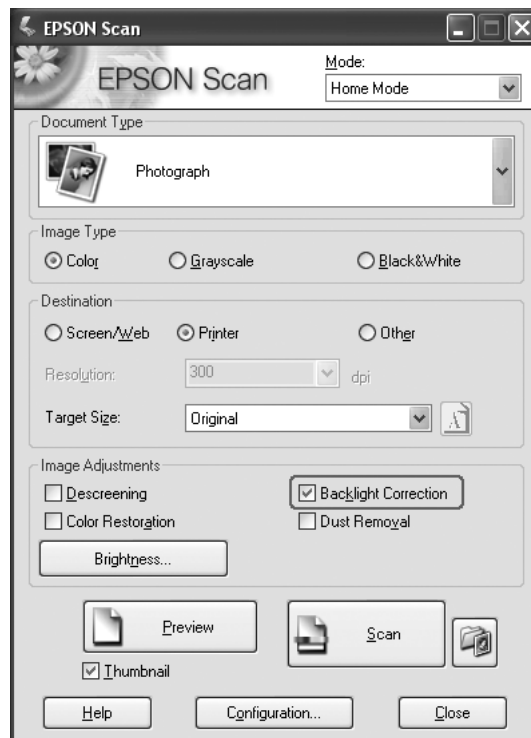 EPSON Scan
EPSON Scan
Mode:
Home Mode
Document Type
Photograph
Image Type
Color
Grayscale
Black&White
Destination
Screen/Web
Printer
Other
Resolution:
300
dpi
Target Size:
Original
Image Adjustments
Descreening
Backlight Correction
Color Restoration
Dust Removal
Brightness...
Preview
Scan
Thumbnail
Help
Configuration...
Close